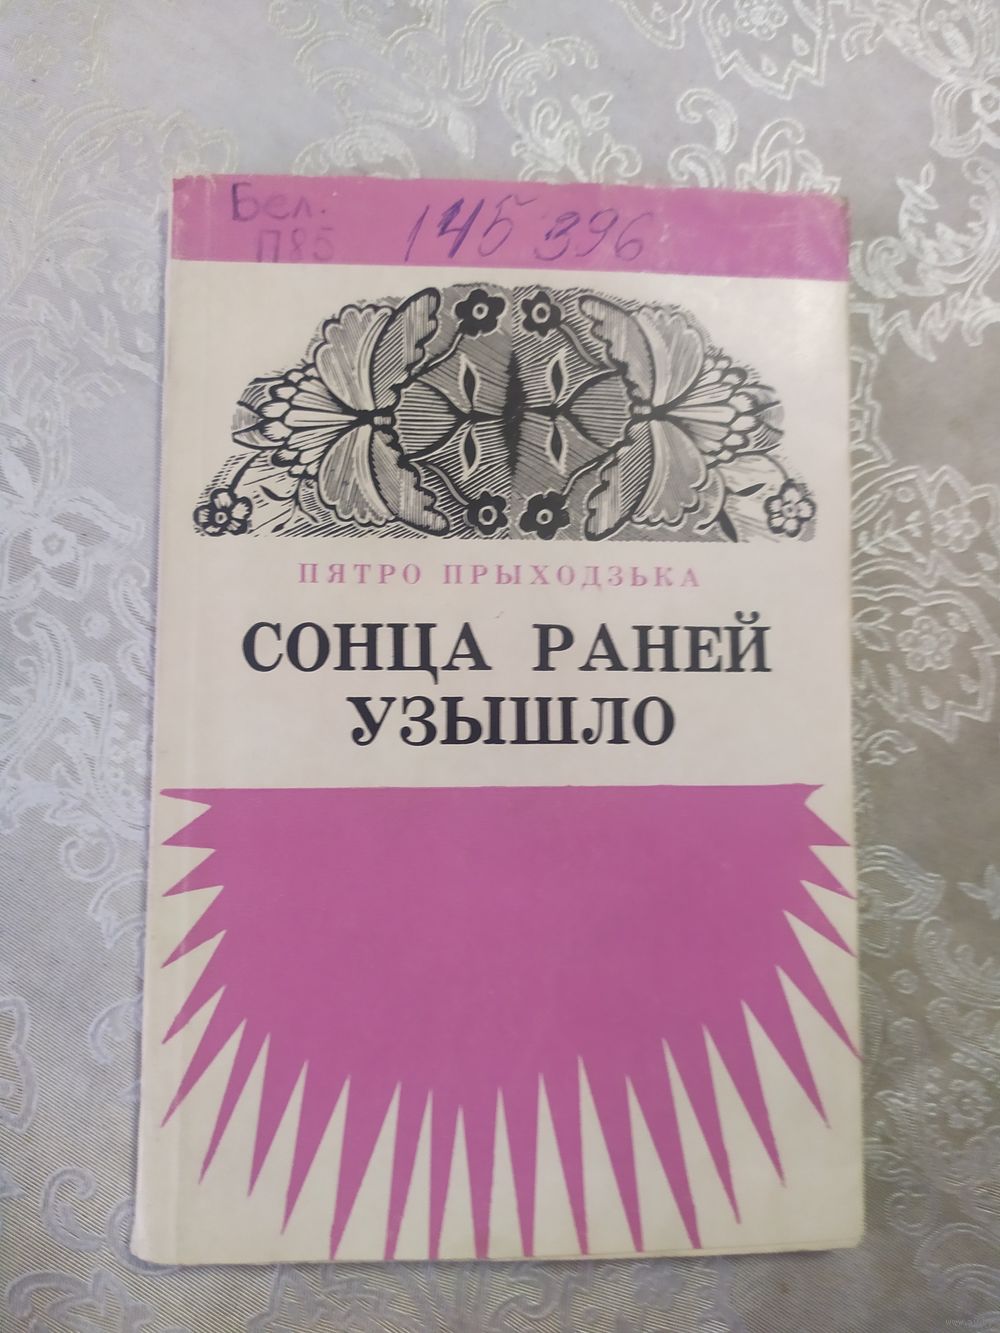 Бел. 145 396
П85
ПЯТРО ПРЫХОДЗЬКА
СОНЦА РАНЕЙ
УЗЫШЛО